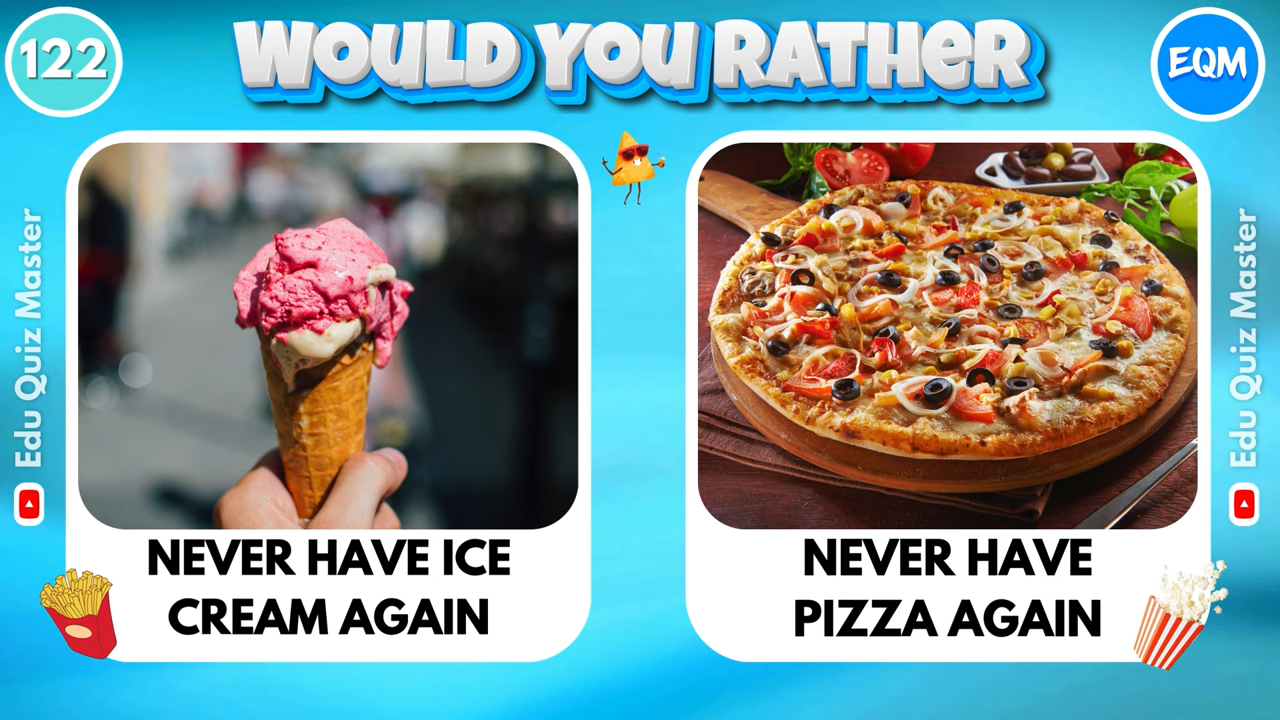 122
WOULD YOU RATHER
EQM
Edu Quiz Master
NEVER HAVE ICE
CREAM AGAIN
NEVER HAVE
PIZZA AGAIN
Edu Quiz Master